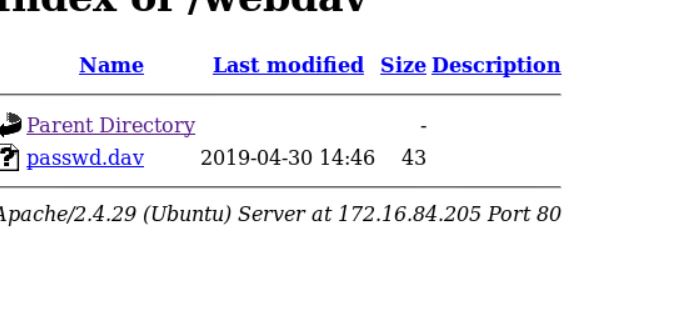 Index of /webdav
Name Last modified Size Description
Parent Directory -
passwd.dav 2019-04-30 14:46 43
Apache/2.4.29 (Ubuntu) Server at 172.16.84.205 Port 80